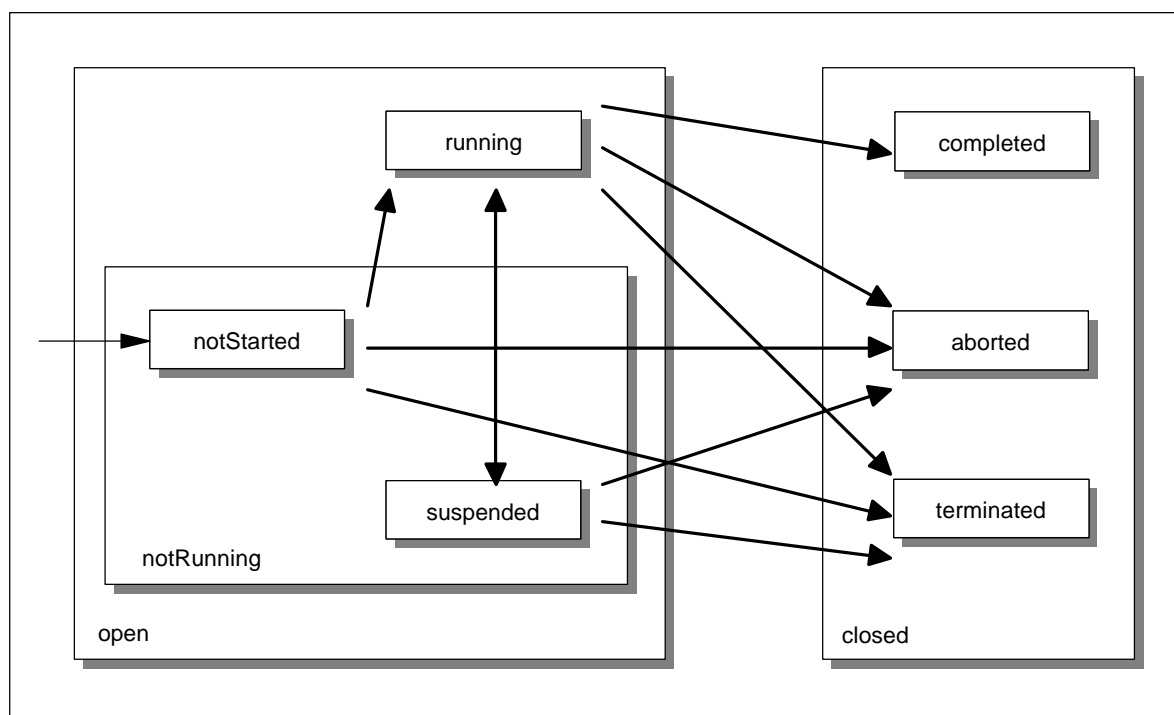 running
completed
notStarted
aborted
suspended
terminated
notRunning
open
closed